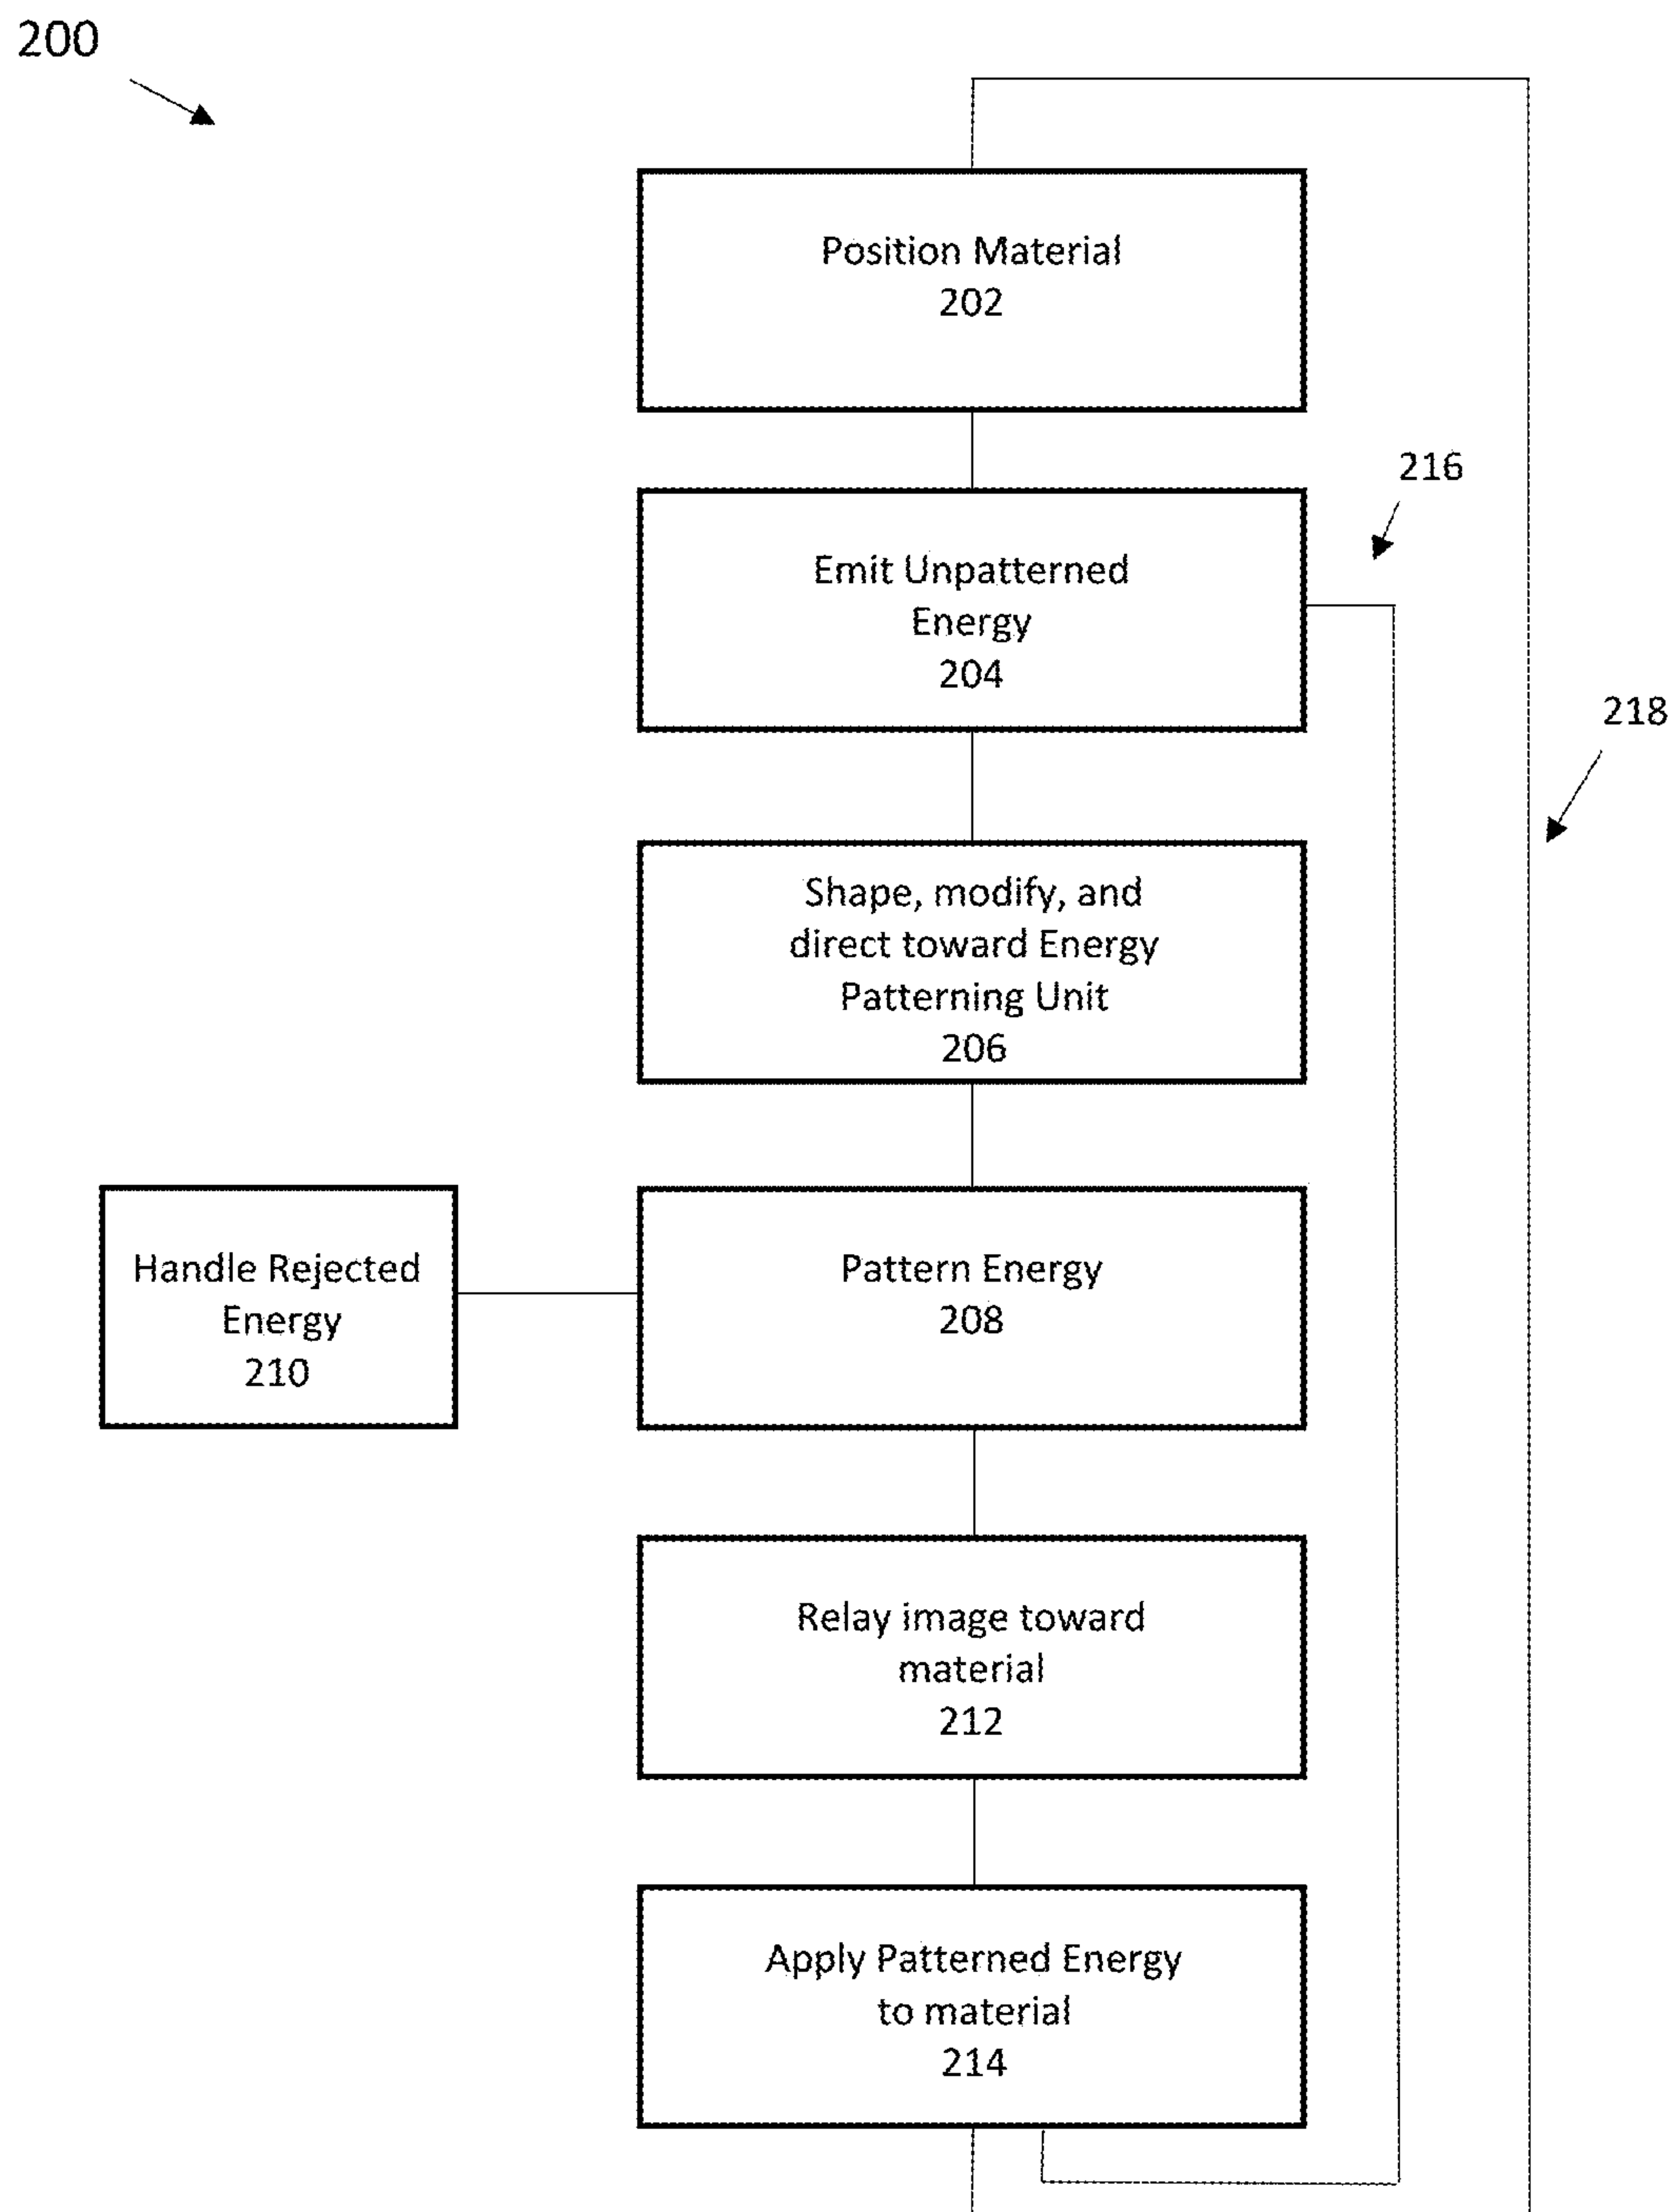 200
Position Material
202
216
Emit Unpatterned
Energy
204
218
Shape, modify, and
direct toward Energy
Patterning Unit
206
Handle Rejected
Energy
210
Pattern Energy
208
Relay image toward
material
212
Apply Patterned Energy
to material
214